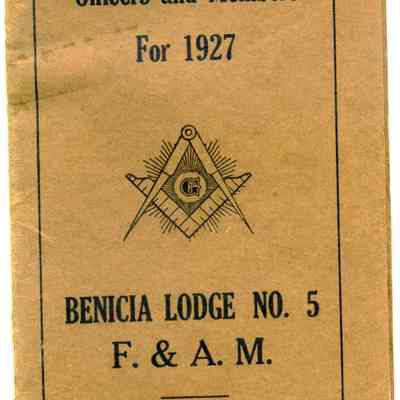 Officers and Members
For 1927
G
BENICIA LODGE NO. 5
F. & A. M.